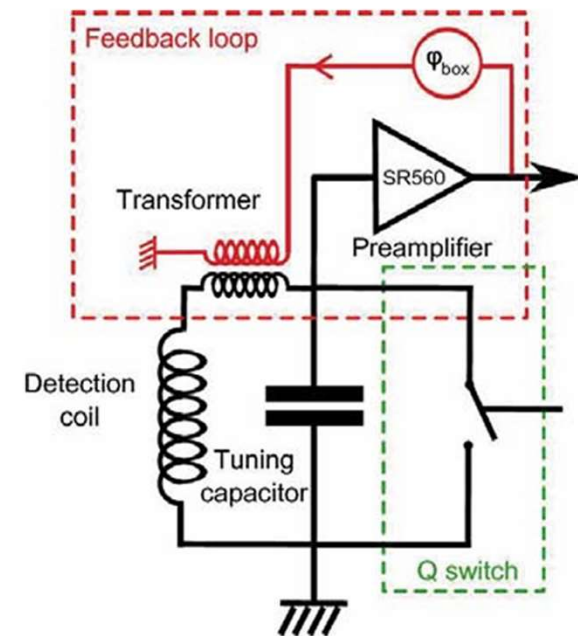 Feedback loop
φbox
SR560
Transformer
Preamplifier
Detection
coil
Tuning
capacitor
Q switch